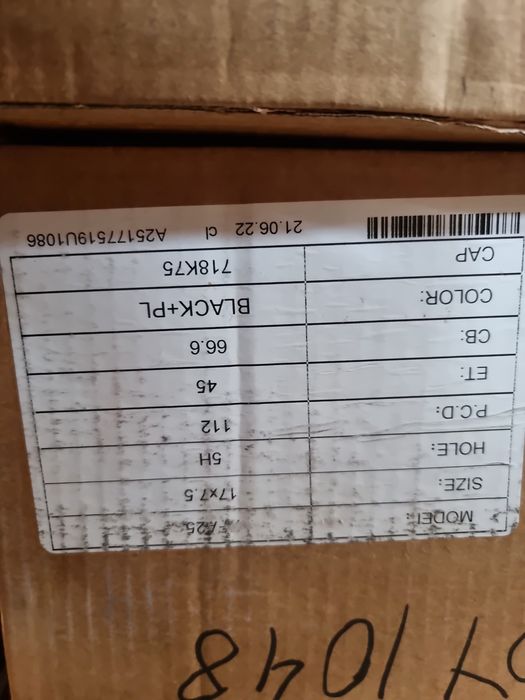 1048
MODEL:
SIZE: 17x7.5
HOLE: 5H
P.C.D: 112
ET: 45
CB: 66.6
COLOR: BLACK+PL
CAP 718K75
21.06.22 cl A25177519U1086